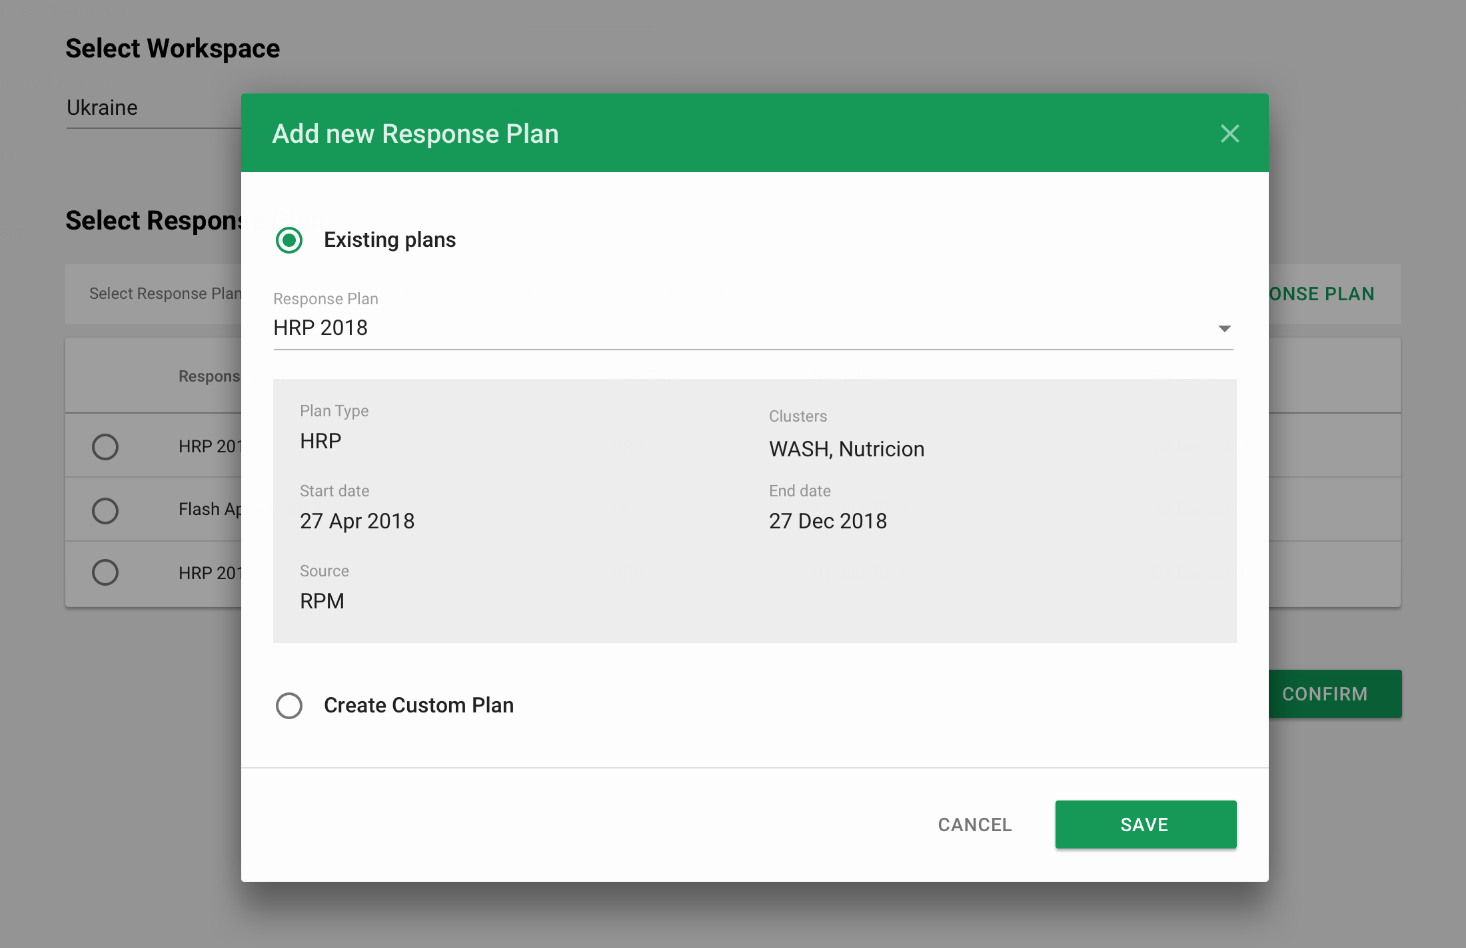 Select Workspace
Ukraine
Add new Response Plan
Select Respons
Existing plans
Select Response Plan
ONSE PLAN
Response Plan
HRP 2018
Respons
Plan Type
Clusters
HRP
WASH, Nutricion
HRP 201
Start date
End date
27 Apr 2018
27 Dec 2018
Flash Ap
Source
HRP 201
RPM
CONFIRM
Create Custom Plan
CANCEL
SAVE